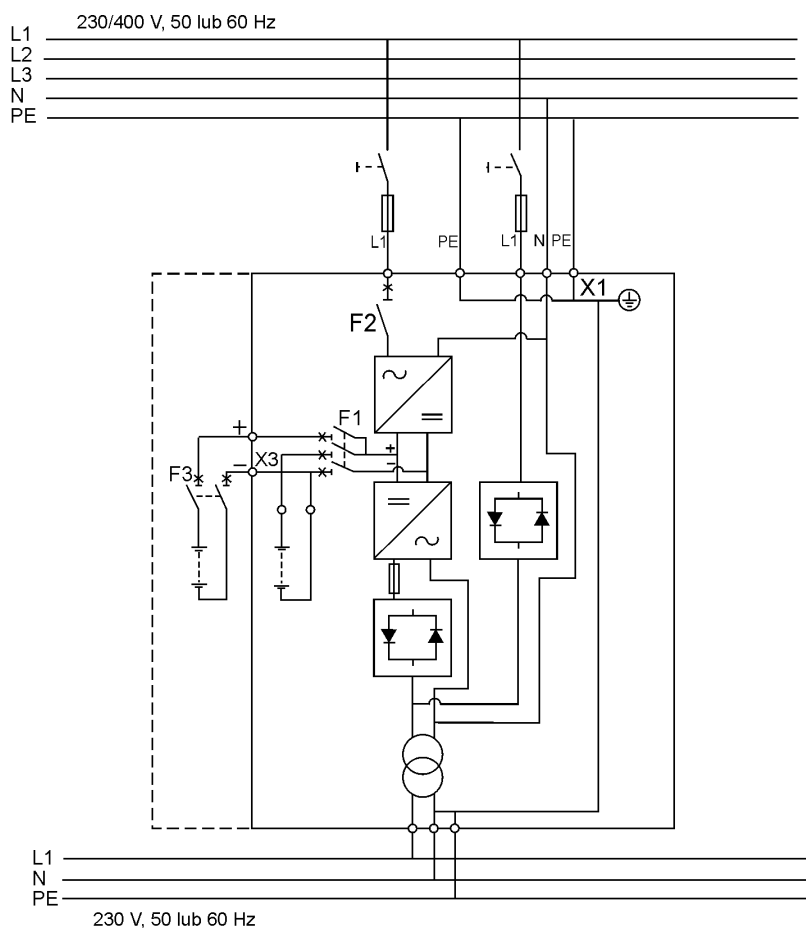 230/400 V, 50 lub 60 Hz
L1
L2
L3
N
PE
L1
PE
L1
N
PE
X1
F2
F1
+
+
−
−
X3
F3
L1
N
PE
230 V, 50 lub 60 Hz